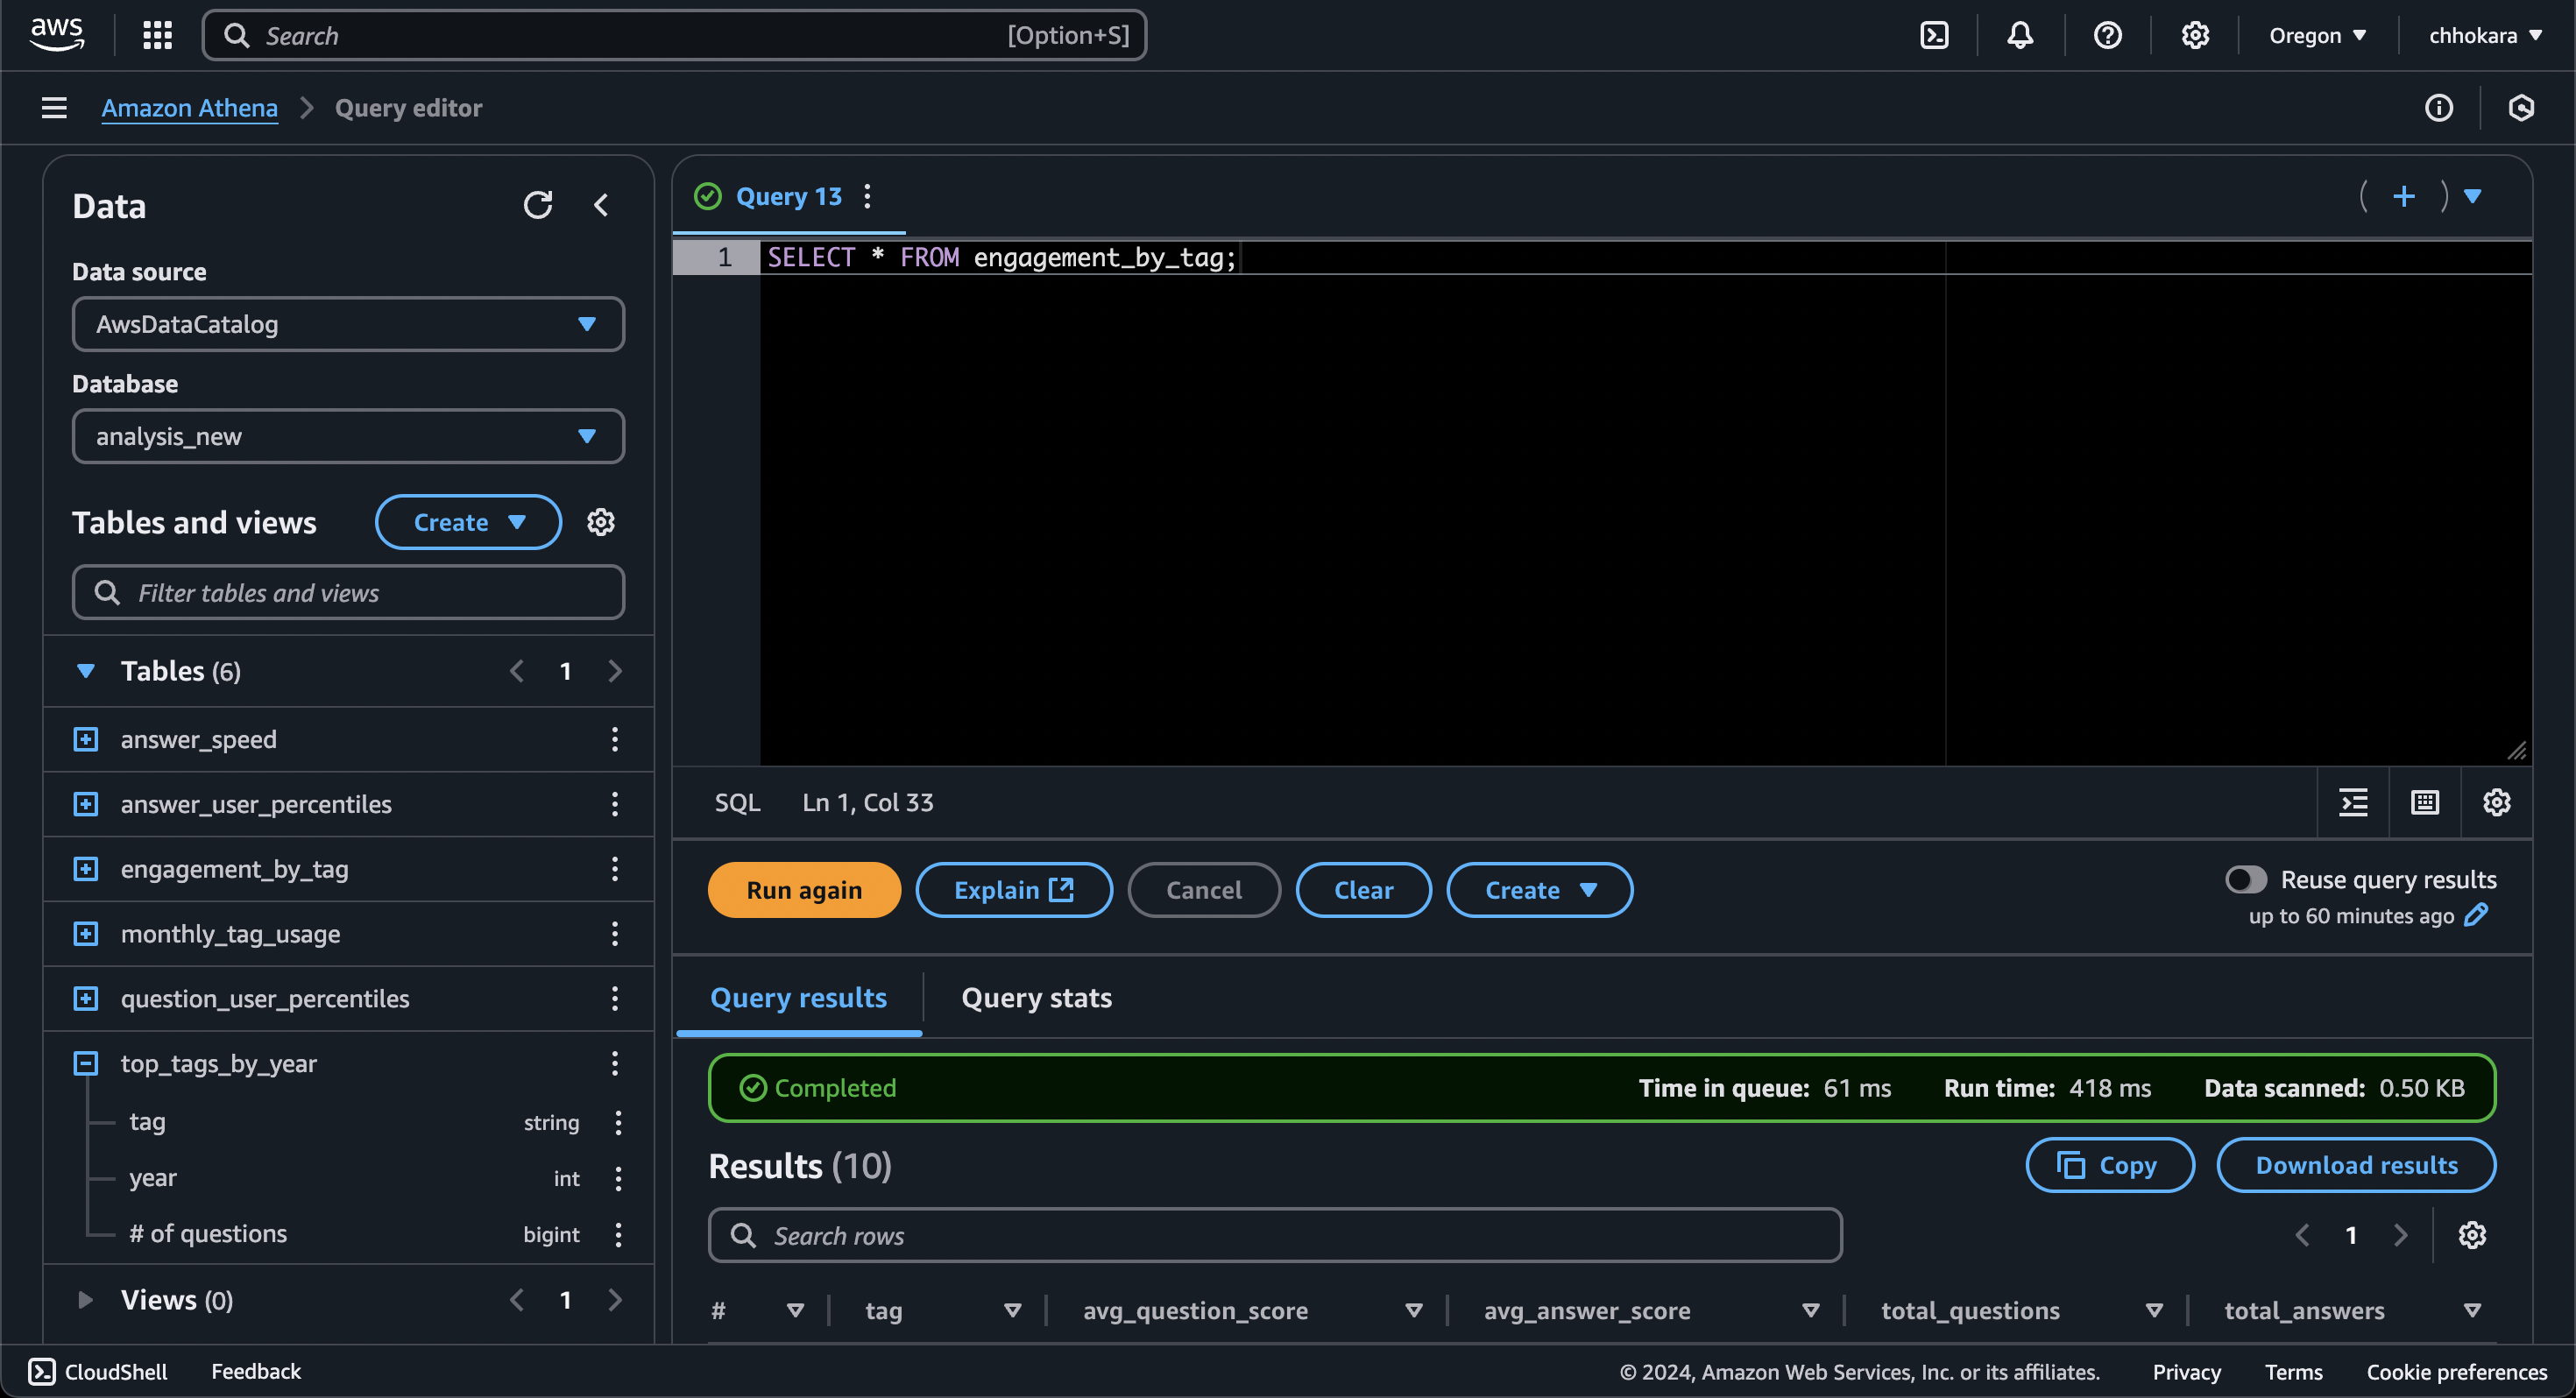 aws
Search [Option+S]
Oregon chhokara
Amazon Athena Query editor
Data
Data source
AwsDataCatalog
Database
analysis_new
Tables and views Create
Filter tables and views
Tables (6) 1
answer_speed
answer_user_percentiles
engagement_by_tag
monthly_tag_usage
question_user_percentiles
top_tags_by_year
tag string
year int
# of questions bigint
Views (0) 1
Query 13
1 SELECT * FROM engagement_by_tag;
SQL Ln 1, Col 33
Run again Explain Cancel Clear Create
Reuse query results
up to 60 minutes ago
Query results Query stats
Completed Time in queue: 61 ms Run time: 418 ms Data scanned: 0.50 KB
Results (10) Copy Download results
Search rows 1
# tag avg_question_score avg_answer_score total_questions total_answers
CloudShell Feedback © 2024, Amazon Web Services, Inc. or its affiliates. Privacy Terms Cookie preferences